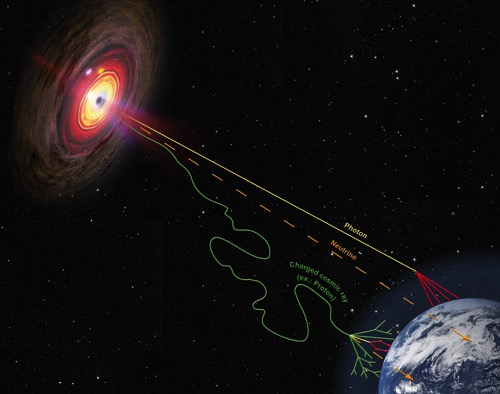 Photon
Neutrino
Charged cosmic ray
(ex.: Proton)